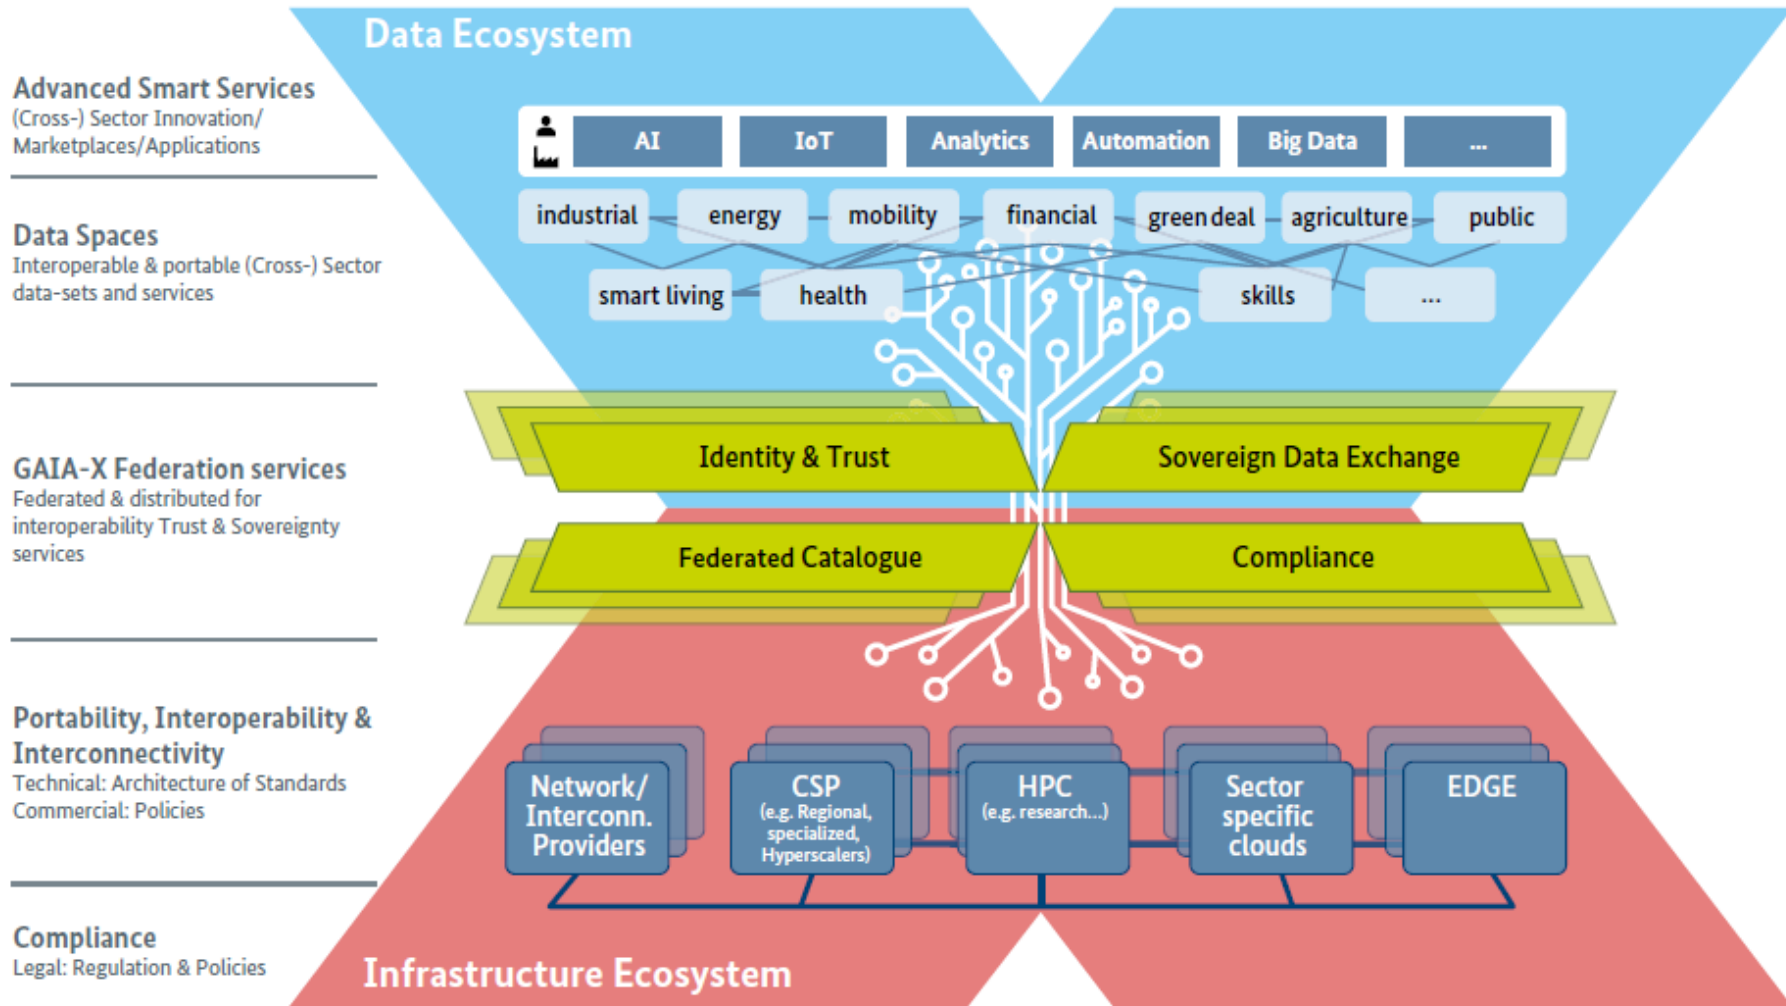 Data Ecosystem
Advanced Smart Services
(Cross-) Sector Innovation/
Marketplaces/Applications
AI
IoT
Analytics
Automation
Big Data
...
Data Spaces
Interoperable & portable (Cross-) Sector
data-sets and services
industrial
energy
mobility
financial
green deal
agriculture
public
smart living
health
skills
...
GAIA-X Federation services
Federated & distributed for
interoperability Trust & Sovereignty
services
Identity & Trust
Sovereign Data Exchange
Federated Catalogue
Compliance
Portability, Interoperability &
Interconnectivity
Technical: Architecture of Standards
Commercial: Policies
Network/
Interconn.
Providers
CSP
(e.g. Regional,
specialized,
Hyperscalers)
HPC
(e.g. research...)
Sector
specific
clouds
EDGE
Compliance
Legal: Regulation & Policies
Infrastructure Ecosystem